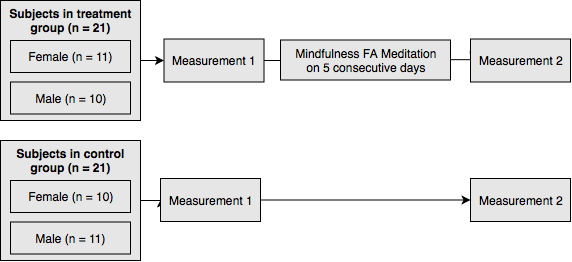 Subjects in treatment
group (n = 21)
Female (n = 11)
Male (n = 10)
Measurement 1
Mindfulness FA Meditation
on 5 consecutive days
Measurement 2
Subjects in control
group (n = 21)
Female (n = 10)
Male (n = 11)
Measurement 1
Measurement 2